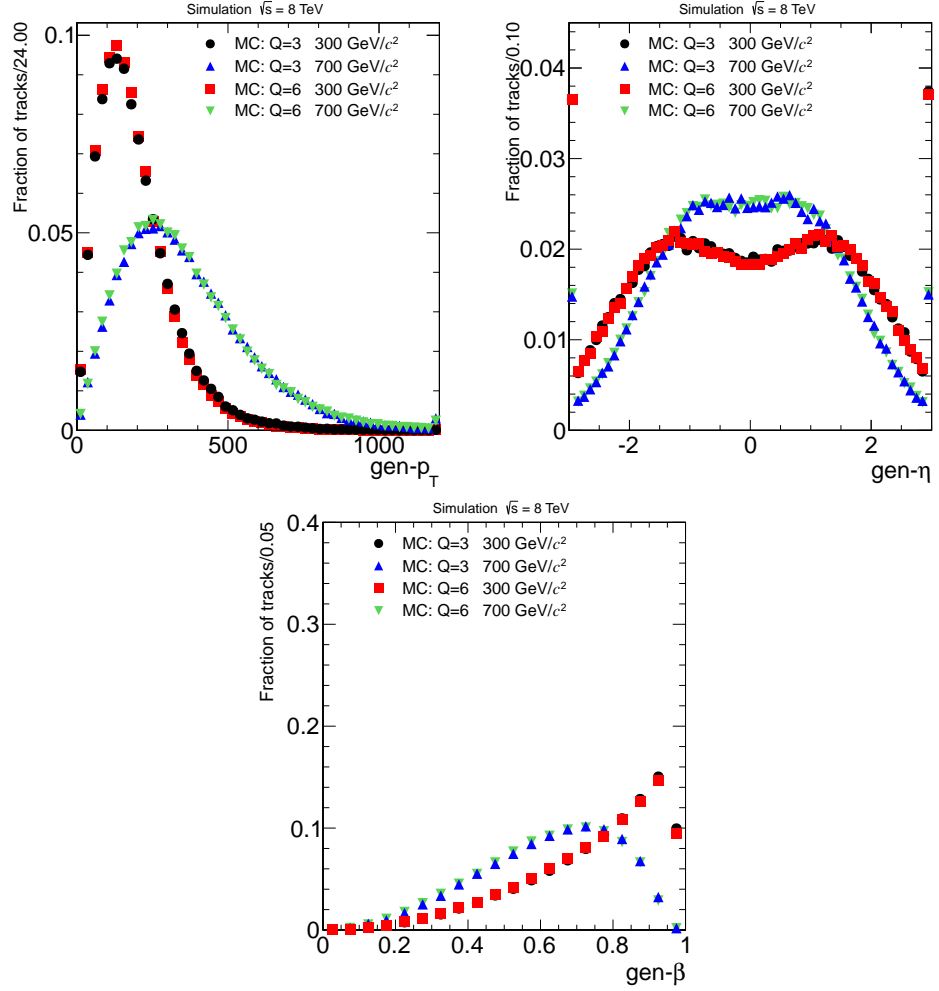 Simulation √s = 8 TeV
Fraction of tracks/24.00
0.1
0.05
0
MC: Q=3 300 GeV/c²
MC: Q=3 700 GeV/c²
MC: Q=6 300 GeV/c²
MC: Q=6 700 GeV/c²
0 500 1000
gen-p_T
Simulation √s = 8 TeV
Fraction of tracks/0.10
0.04
0.03
0.02
0.01
0
MC: Q=3 300 GeV/c²
MC: Q=3 700 GeV/c²
MC: Q=6 300 GeV/c²
MC: Q=6 700 GeV/c²
-2 0 2
gen-η
Simulation √s = 8 TeV
Fraction of tracks/0.05
0.4
0.3
0.2
0.1
0
MC: Q=3 300 GeV/c²
MC: Q=3 700 GeV/c²
MC: Q=6 300 GeV/c²
MC: Q=6 700 GeV/c²
0 0.2 0.4 0.6 0.8 1
gen-β